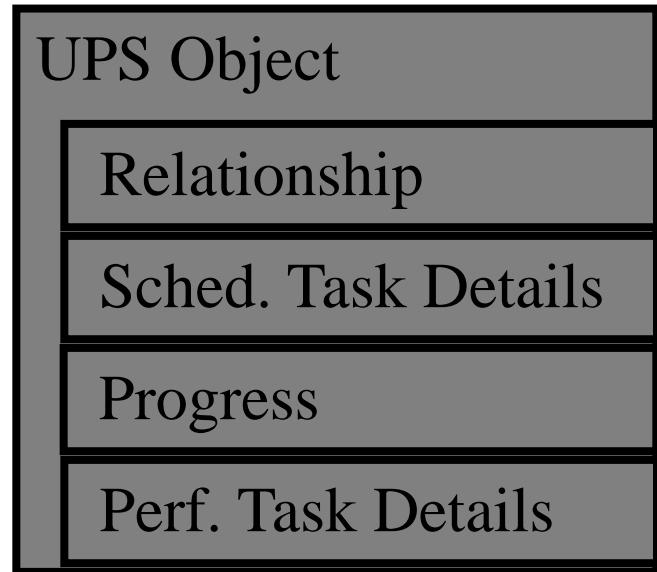 UPS Object
Relationship
Sched. Task Details
Progress
Perf. Task Details